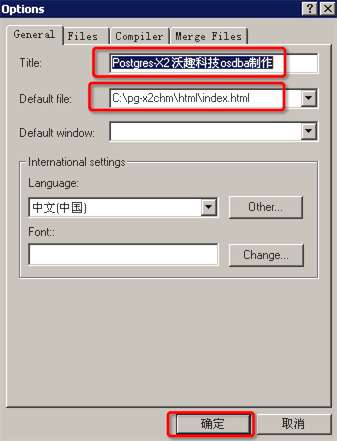 Options
General Files Compiler Merge Files
Title: Postgres-X2 沃趣科技osdba制作
Default file: C:\pg-x2chm\html\index.html
Default window:
International settings
Language:
中文(中国) Other...
Font::
Change...
确定 取消